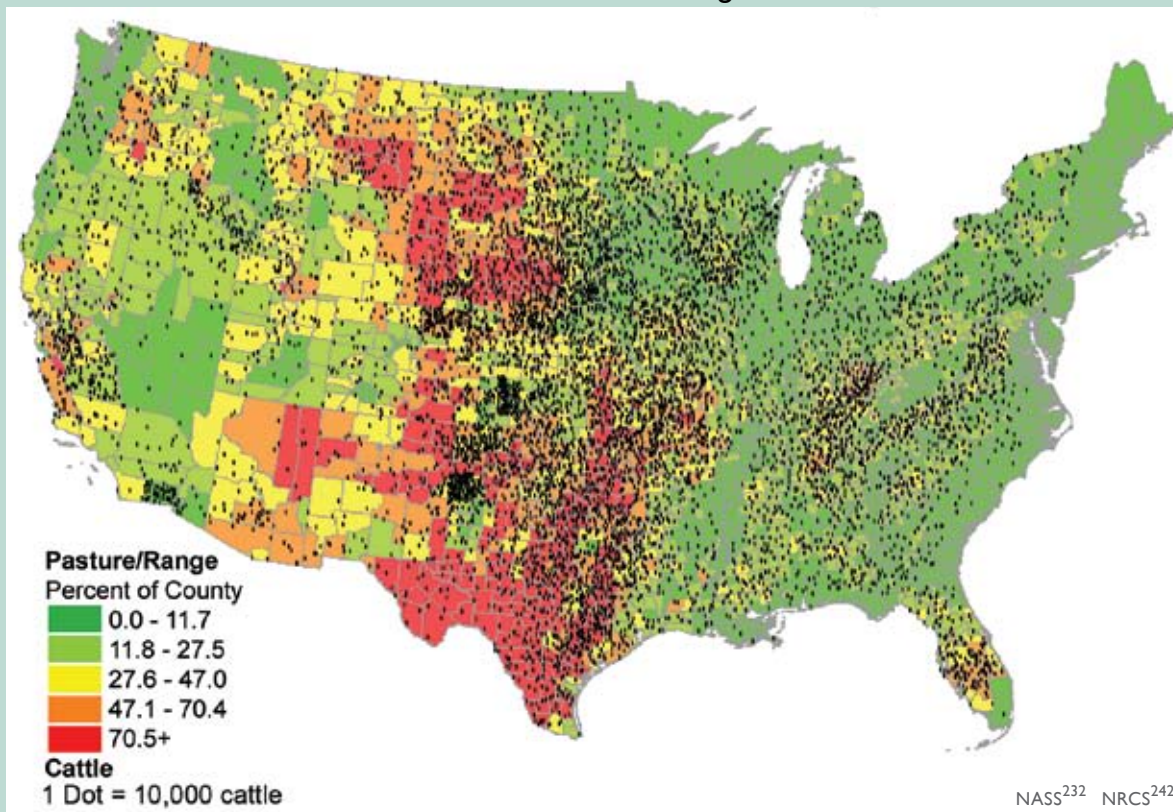 Pasture/Range
Percent of County
0.0 - 11.7
11.8 - 27.5
27.6 - 47.0
47.1 - 70.4
70.5+
Cattle
1 Dot = 10,000 cattle
NASS232 NRCS242